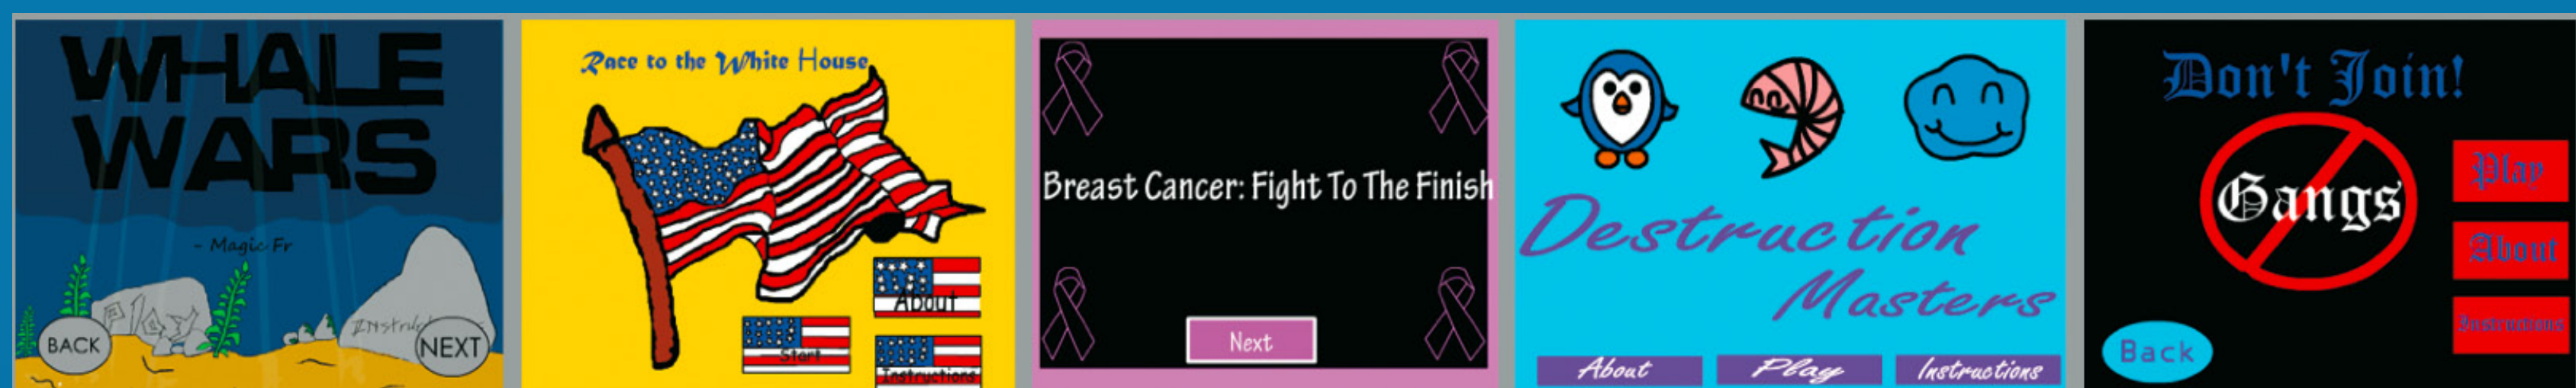 WHALE
WARS
- Magic Fr
Play
BACK
NEXT
Race to the White House
About
Start
Instructions
Breast Cancer: Fight To The Finish
Next
Destruction
Masters
About
Play
Instructions
Don't Join!
Gangs
Play
About
Instructions
Back